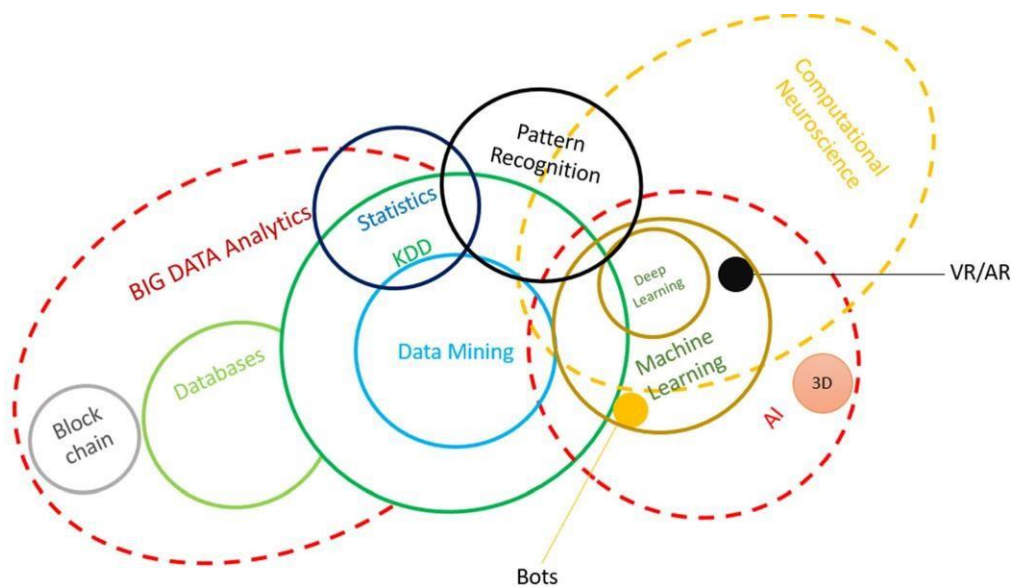 Computational
Neuroscience
Pattern
Recognition
Statistics
BIG DATA Analytics
KDD
Deep
Learning
VR/AR
Data Mining
Machine
Learning
Databases
3D
AI
Block
chain
Bots